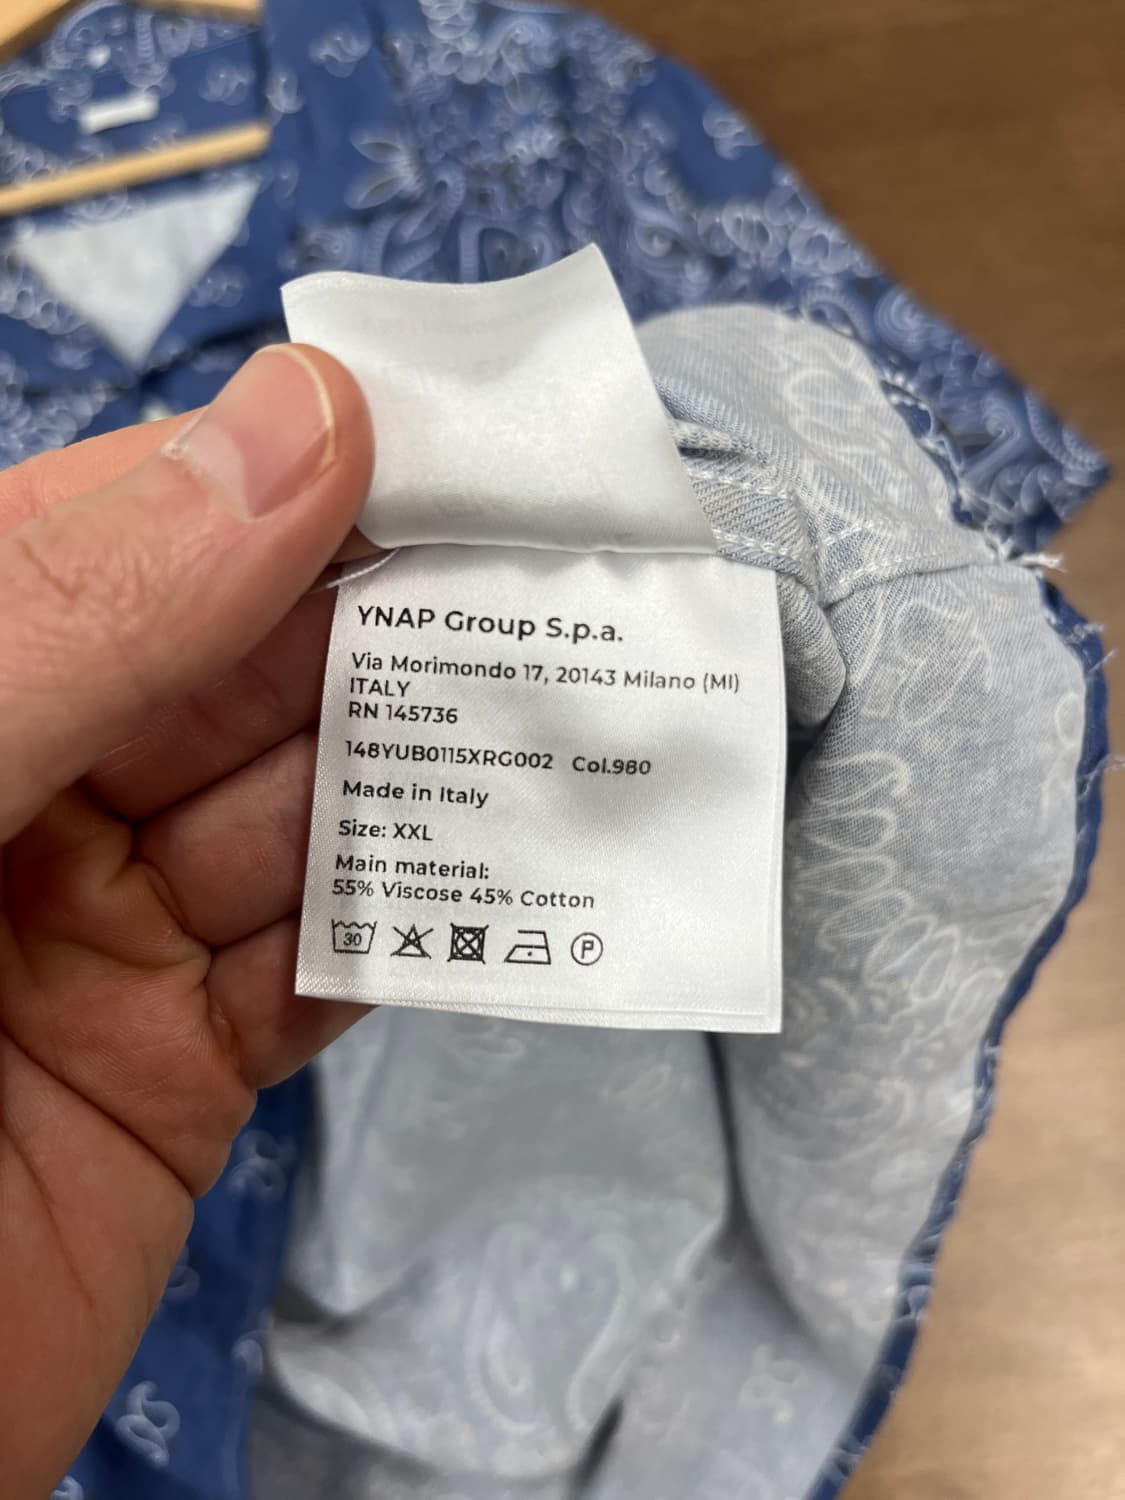 YNAP Group S.p.a.
Via Morimondo 17, 20143 Milano (MI)
ITALY
RN 145736
148YUB0115XRG002 Col.980
Made in Italy
Size: XXL
Main material:
55% Viscose 45% Cotton
30
P